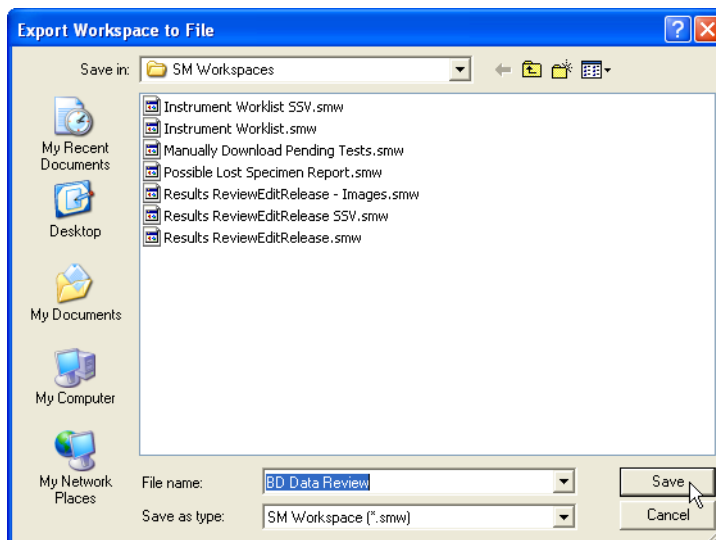 Export Workspace to File
Save in: SM Workspaces
My Recent
Documents
Desktop
My Documents
My Computer
My Network
Places
Instrument Worklist SSV.smw
Instrument Worklist.smw
Manually Download Pending Tests.smw
Possible Lost Specimen Report.smw
Results ReviewEditRelease - Images.smw
Results ReviewEditRelease SSV.smw
Results ReviewEditRelease.smw
File name: BD Data Review Save
Save as type: SM Workspace (*.smw) Cancel